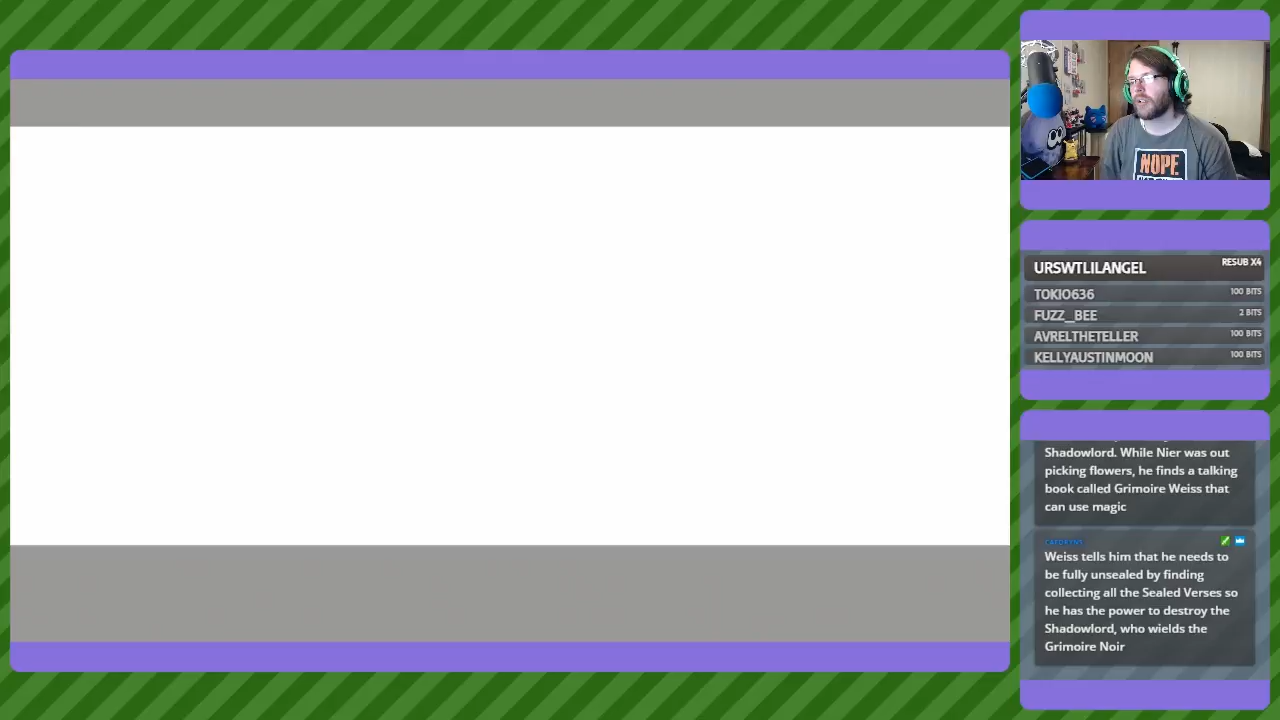 NOPE.
URSWTLILANGEL RESUB X4
TOKIO636 100 BITS
FUZZ__BEE 2 BITS
AVRELTHETELLER 100 BITS
KELLYAUSTINMOON 100 BITS
Shadowlord. While Nier was out
picking flowers, he finds a talking
book called Grimoire Weiss that
can use magic
Weiss tells him that he needs to
be fully unsealed by finding
collecting all the Sealed Verses so
he has the power to destroy the
Shadowlord, who wields the
Grimoire Noir